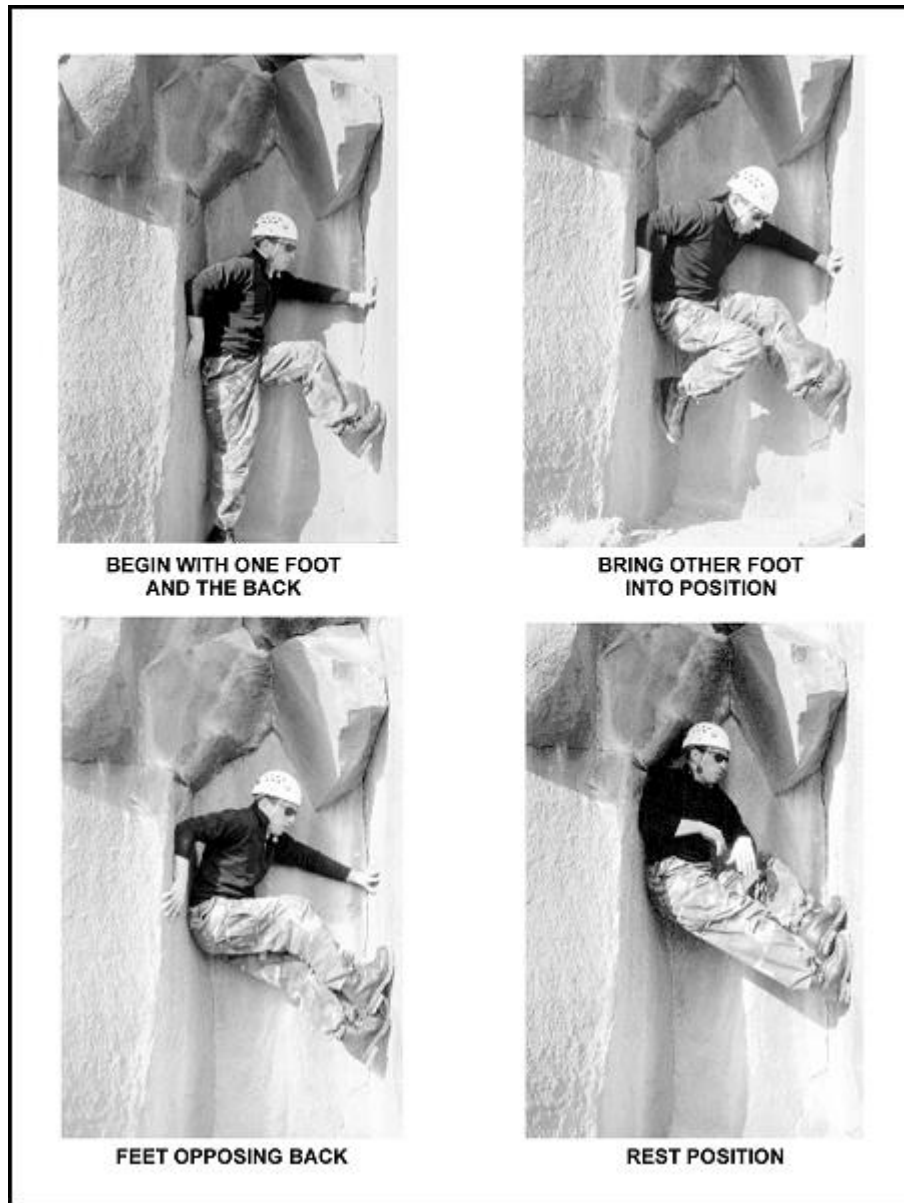 BEGIN WITH ONE FOOT
AND THE BACK
BRING OTHER FOOT
INTO POSITION
FEET OPPOSING BACK
REST POSITION